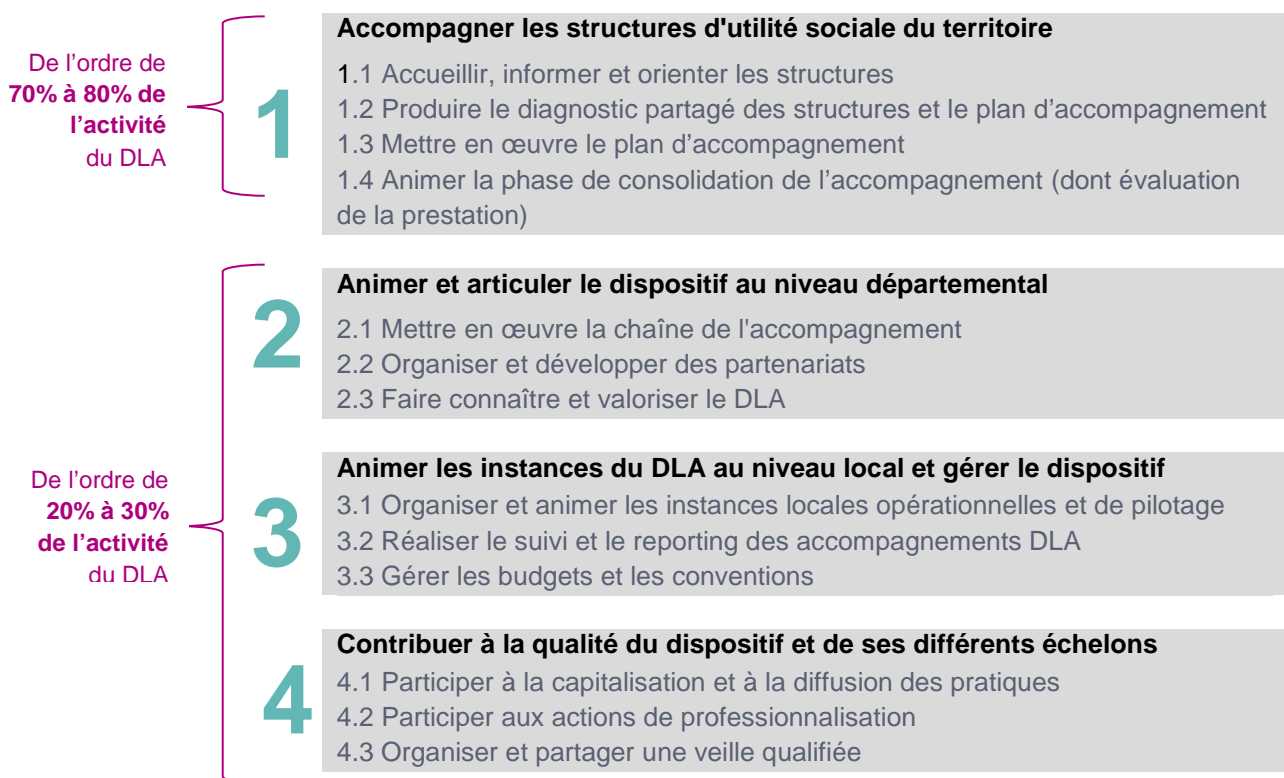 De l’ordre de
70% à 80% de
l’activité
du DLA
1
Accompagner les structures d'utilité sociale du territoire
1.1 Accueillir, informer et orienter les structures
1.2 Produire le diagnostic partagé des structures et le plan d’accompagnement
1.3 Mettre en œuvre le plan d’accompagnement
1.4 Animer la phase de consolidation de l’accompagnement (dont évaluation
de la prestation)
De l’ordre de
20% à 30%
de l’activité
du DLA
2
Animer et articuler le dispositif au niveau départemental
2.1 Mettre en œuvre la chaîne de l'accompagnement
2.2 Organiser et développer des partenariats
2.3 Faire connaître et valoriser le DLA
3
Animer les instances du DLA au niveau local et gérer le dispositif
3.1 Organiser et animer les instances locales opérationnelles et de pilotage
3.2 Réaliser le suivi et le reporting des accompagnements DLA
3.3 Gérer les budgets et les conventions
4
Contribuer à la qualité du dispositif et de ses différents échelons
4.1 Participer à la capitalisation et à la diffusion des pratiques
4.2 Participer aux actions de professionnalisation
4.3 Organiser et partager une veille qualifiée